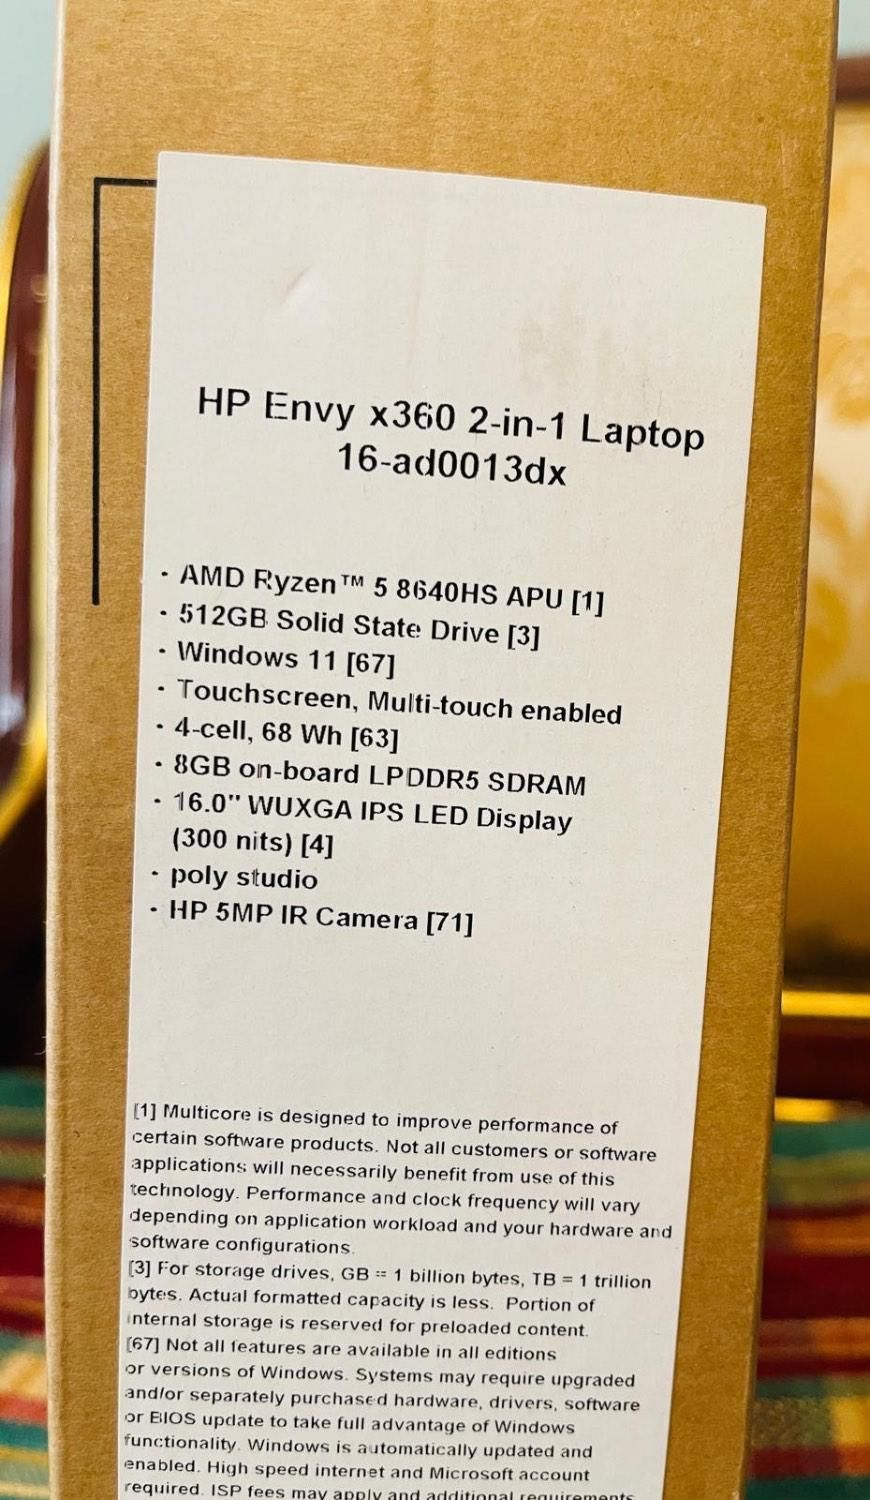 HP Envy x360 2-in-1 Laptop
16-ad0013dx
· AMD Ryzen™ 5 8640HS APU [1]
· 512GB Solid State Drive [3]
· Windows 11 [67]
· Touchscreen, Multi-touch enabled
· 4-cell, 68 Wh [63]
· 8GB on-board LPDDR5 SDRAM
· 16.0" WUXGA IPS LED Display
(300 nits) [4]
· poly studio
· HP 5MP IR Camera [71]
[1] Multicore is designed to improve performance of
certain software products. Not all customers or software
applications will necessarily benefit from use of this
technology. Performance and clock frequency will vary
depending on application workload and your hardware and
software configurations.
[3] For storage drives, GB = 1 billion bytes, TB = 1 trillion
bytes. Actual formatted capacity is less. Portion of
internal storage is reserved for preloaded content.
[67] Not all features are available in all editions
or versions of Windows. Systems may require upgraded
and/or separately purchased hardware, drivers, software
or BIOS update to take full advantage of Windows
functionality. Windows is automatically updated and
enabled. High speed internet and Microsoft account
required. ISP fees may apply and additional requirements